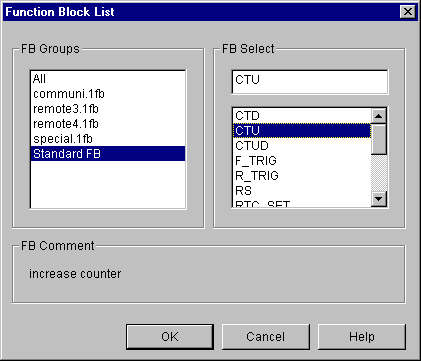 Function Block List
FB Groups
All
communi.1fb
remote3.1fb
remote4.1fb
special.1fb
Standard FB
FB Select
CTU
CTD
CTU
CTUD
F_TRIG
R_TRIG
RS
RTC_SET
FB Comment
increase counter
OK
Cancel
Help